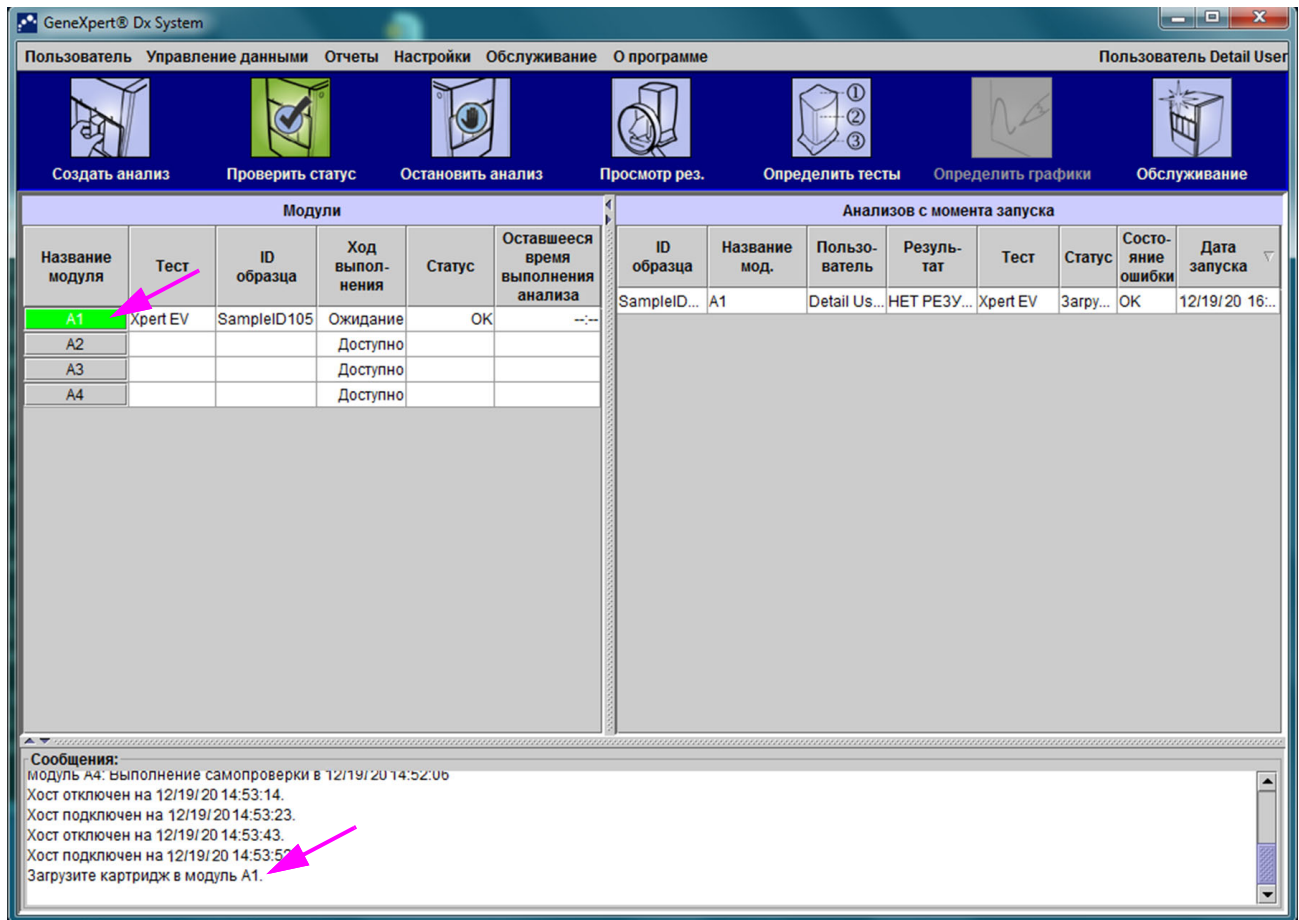 GeneXpert® Dx System
Пользователь Управление данными Отчеты Настройки Обслуживание О программе Пользователь Detail User
Создать анализ Проверить статус Остановить анализ Просмотр рез. Определить тесты Определить графики Обслуживание
Модули
Название модуля Тест ID образца Ход выпол-нения Статус Оставшееся время выполнения анализа
A1 Xpert EV SampleID105 Ожидание OK --:--
A2 Доступно
A3 Доступно
A4 Доступно
Анализов с момента запуска
ID образца Название мод. Пользо-ватель Резуль-тат Тест Статус Состо-яние ошибки Дата запуска
SampleID... A1 Detail Us... НЕТ РЕЗУ... Xpert EV Загру... OK 12/19/20 16:..
Сообщения:
Модуль A4: Выполнение самопроверки в 12/19/20 14:52:06
Хост отключен на 12/19/20 14:53:14.
Хост подключен на 12/19/20 14:53:23.
Хост отключен на 12/19/20 14:53:43.
Хост подключен на 12/19/20
Загрузите картридж в модуль A1.